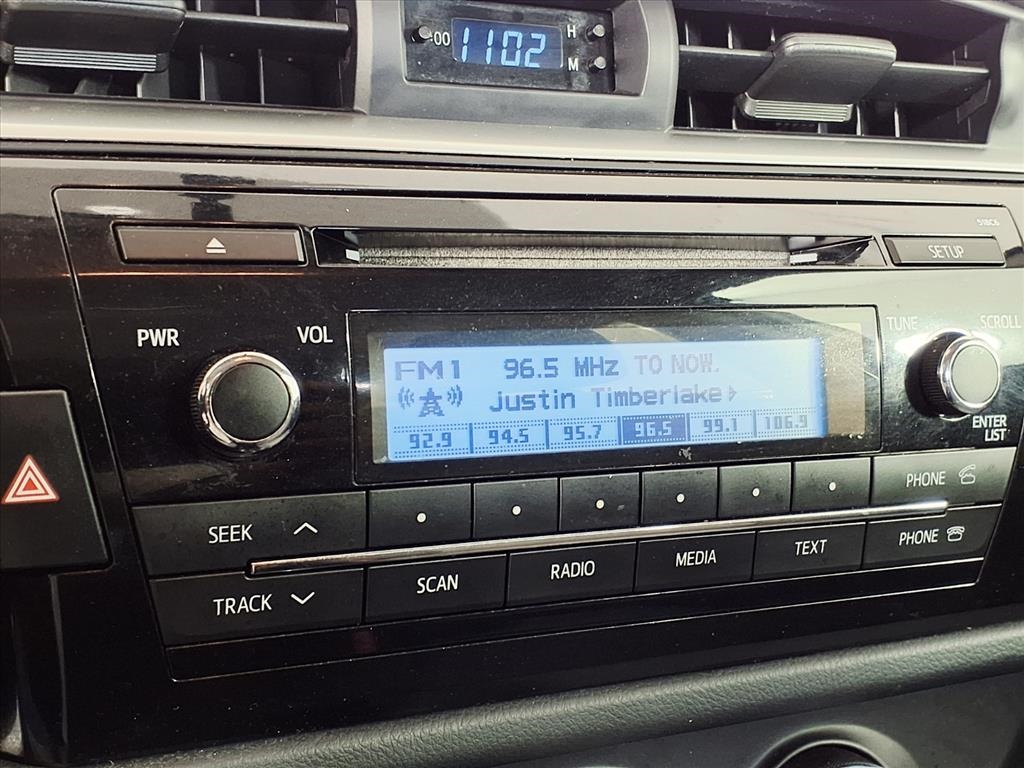 :00 1102 H
M
51BC6
SETUP
PWR VOL
TUNE SCROLL
FM1 96.5 MHz TO NOW.
Justin Timberlake
92.9 94.5 95.7 96.5 99.1 106.9
ENTER
LIST
SEEK
PHONE
TRACK SCAN RADIO MEDIA TEXT PHONE